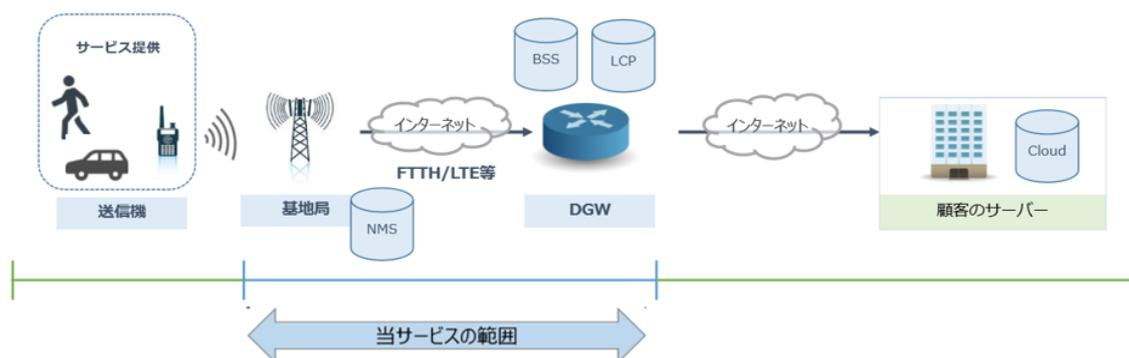 サービス提供
BSS
LCP
インターネット
インターネット
Cloud
FTTH/LTE等
送信機
基地局
NMS
DGW
顧客のサーバー
当サービスの範囲